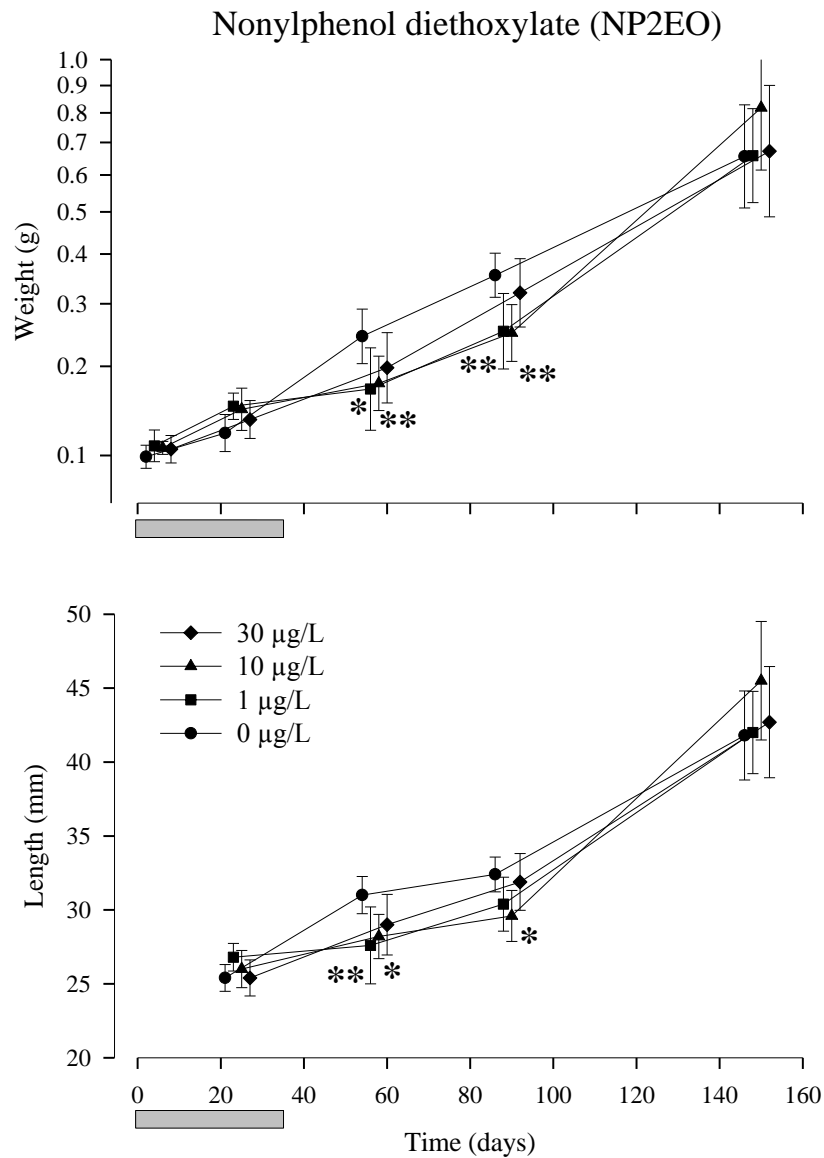 Nonylphenol diethoxylate (NP2EO)
1.0
0.9
0.8
0.7
0.6
0.5
0.4
0.3
0.2
0.1
Weight (g)
**
**
*
**
50
45
40
35
30
25
20
Length (mm)
30 µg/L
10 µg/L
1 µg/L
0 µg/L
*
**
*
0 20 40 60 80 100 120 140 160
Time (days)